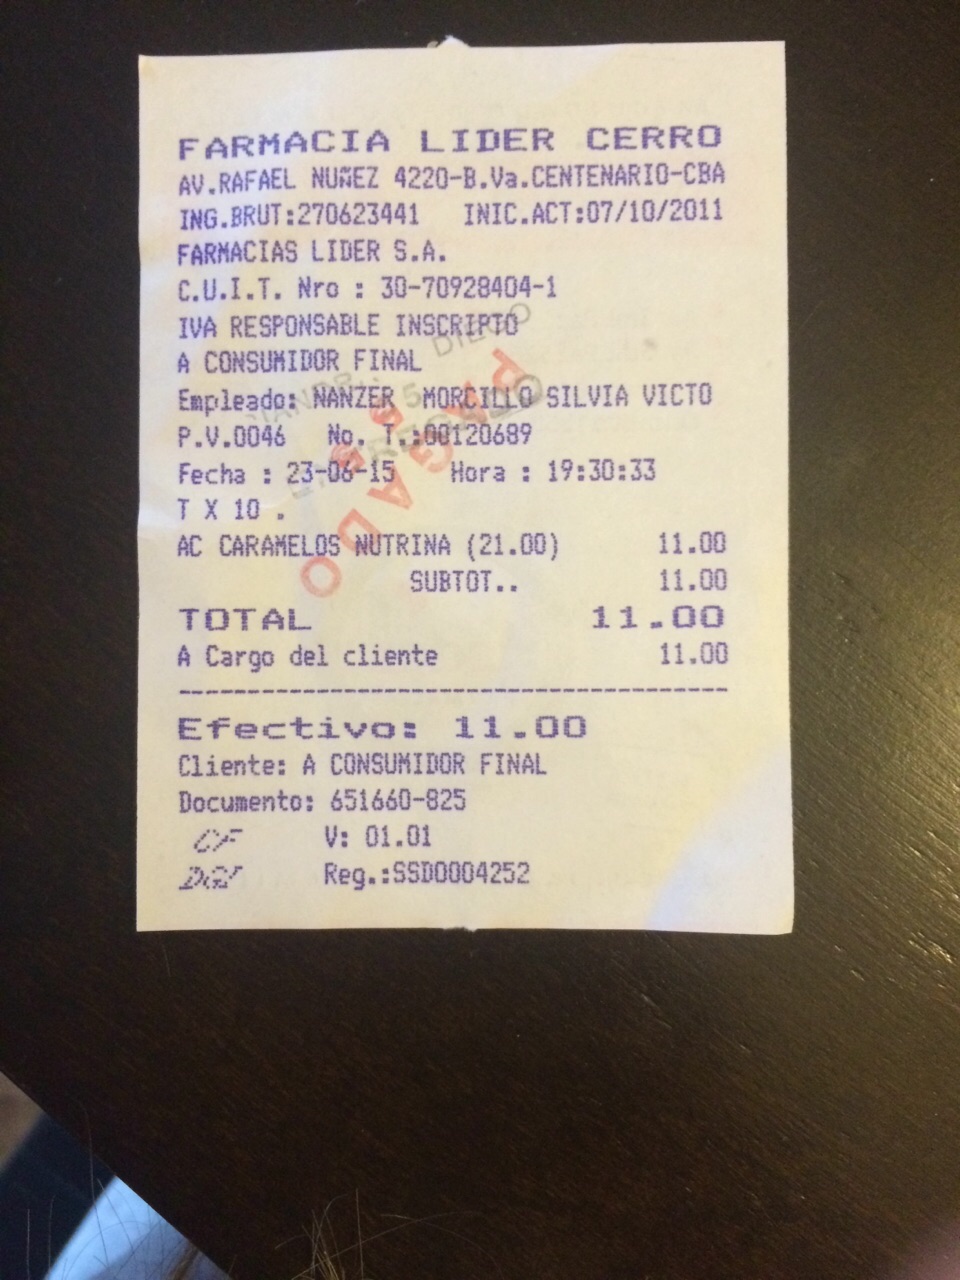 FARMACIA LIDER CERRO
AV.RAFAEL NUÑEZ 4220-B.Va.CENTENARIO-CBA
ING.BRUT:270623441 INIC.ACT:07/10/2011
FARMACIAS LIDER S.A.
C.U.I.T. Nro : 30-70928404-1
IVA RESPONSABLE INSCRIPTO
A CONSUMIDOR FINAL
Empleado: NANZER MORCILLO SILVIA VICTO
P.V.0046 No. T.:00120689
Fecha : 23-06-15 Hora : 19:30:33
T X 10 .
AC CARAMELOS NUTRINA (21.00) 11.00
SUBTOT.. 11.00
TOTAL 11.00
A Cargo del cliente 11.00
Efectivo: 11.00
Cliente: A CONSUMIDOR FINAL
Documento: 651660-825
CF V: 01.01
DGI Reg.:SSD0004252
DIEGO
PAGADO